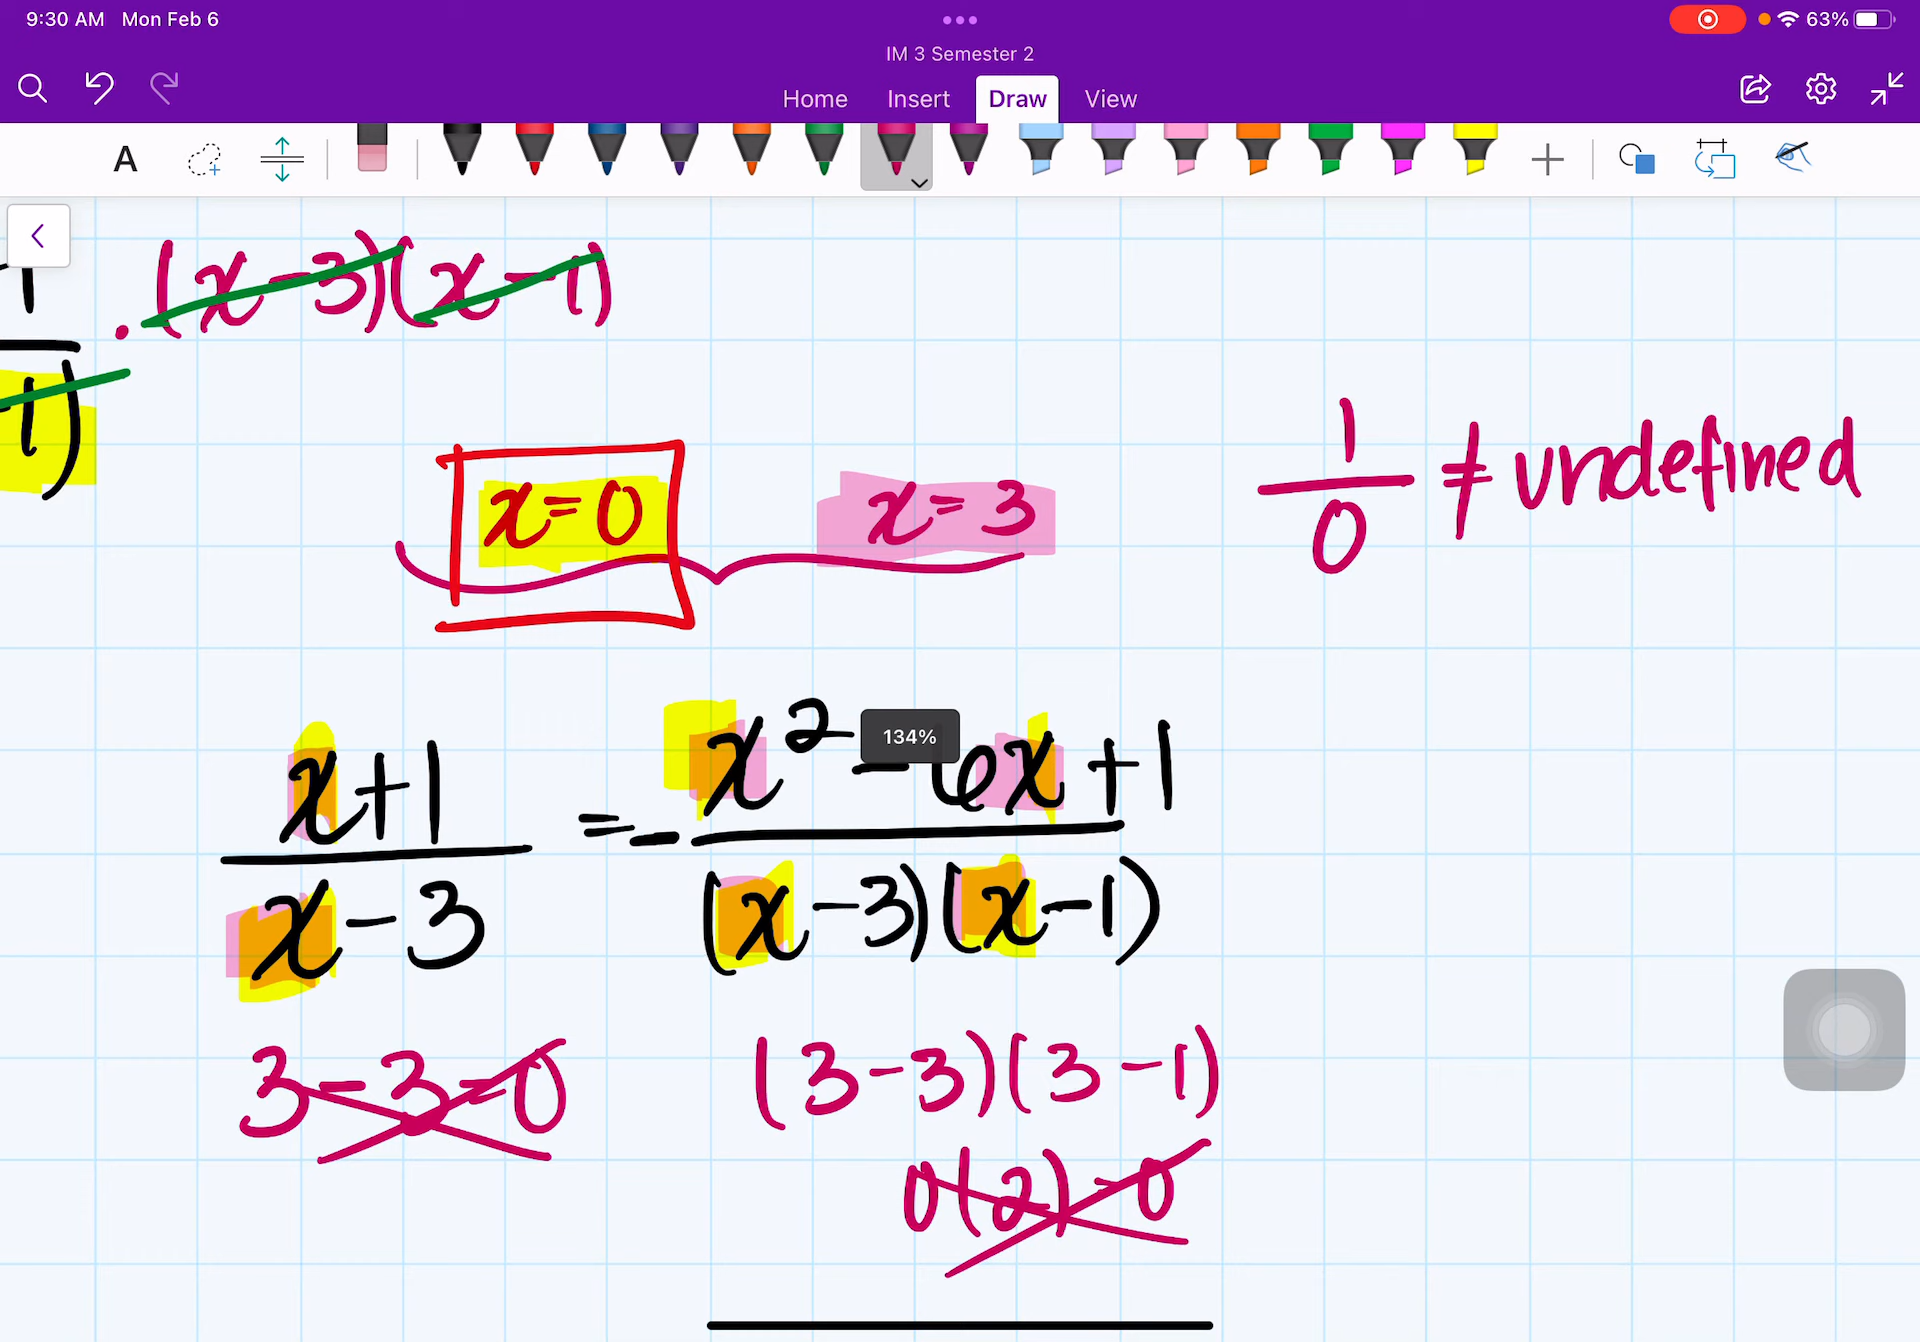 9:30 AM Mon Feb 6
63%
IM 3 Semester 2
Home Insert Draw View
A
1 · (x-3)(x-1)
1)
x=0 x=3
1/0 ≠ undefined
134%
(x+1)/(x-3) = - (x²-6x+1)/((x-3)(x-1))
3-3=0 (3-3)(3-1)
0(2)=0